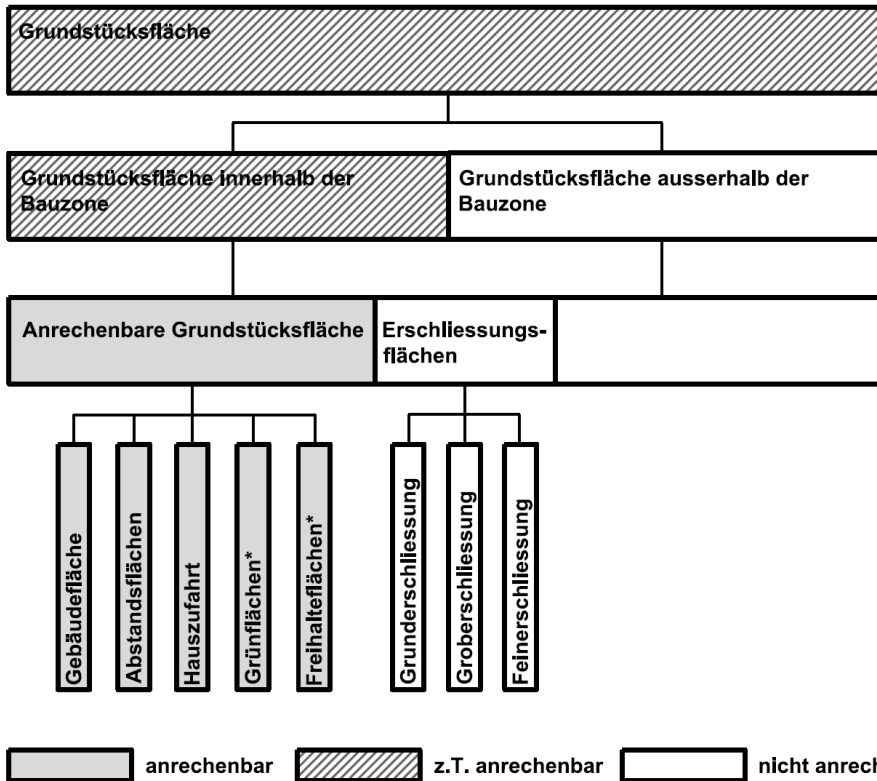 Grundstücksfläche
Grundstücksfläche innerhalb der
Bauzone
Grundstücksfläche ausserhalb der
Bauzone
Anrechenbare Grundstücksfläche
Erschliessungs-
flächen
Gebäudefläche
Abstandsflächen
Hauszufahrt
Grünflächen*
Freihalteflächen*
Grunderschliessung
Groberschliessung
Feinerschliessung
anrechenbar
z.T. anrechenbar
nicht